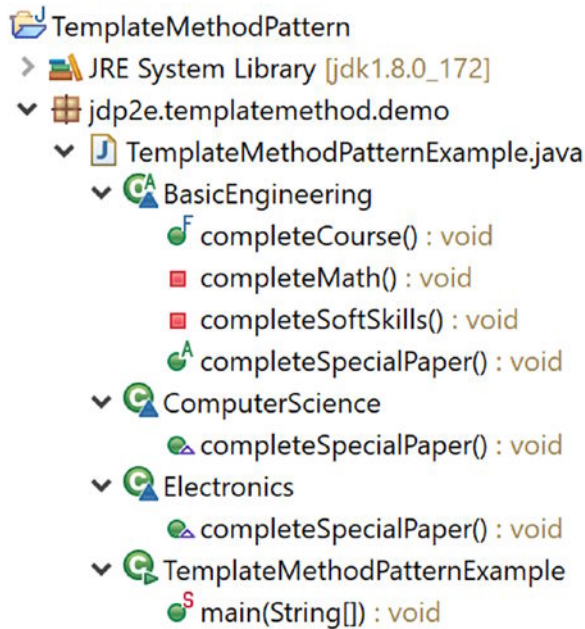 TemplateMethodPattern
JRE System Library [jdk1.8.0_172]
jdp2e.templatemethod.demo
TemplateMethodPatternExample.java
BasicEngineering
completeCourse() : void
completeMath() : void
completeSoftSkills() : void
completeSpecialPaper() : void
ComputerScience
completeSpecialPaper() : void
Electronics
completeSpecialPaper() : void
TemplateMethodPatternExample
main(String[]) : void